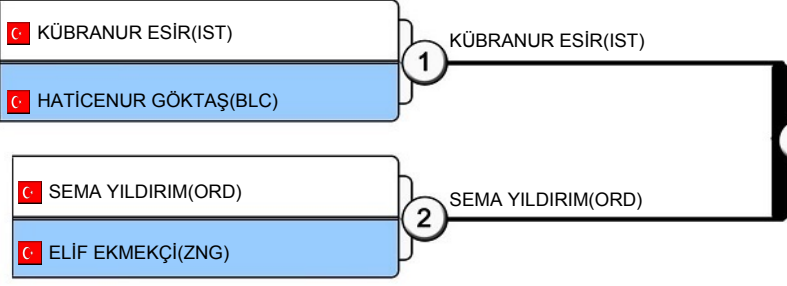 KÜBRANUR ESİR(IST)
HATİCENUR GÖKTAŞ(BLC)
1
KÜBRANUR ESİR(IST)
SEMA YILDIRIM(ORD)
ELİF EKMEKÇİ(ZNG)
2
SEMA YILDIRIM(ORD)